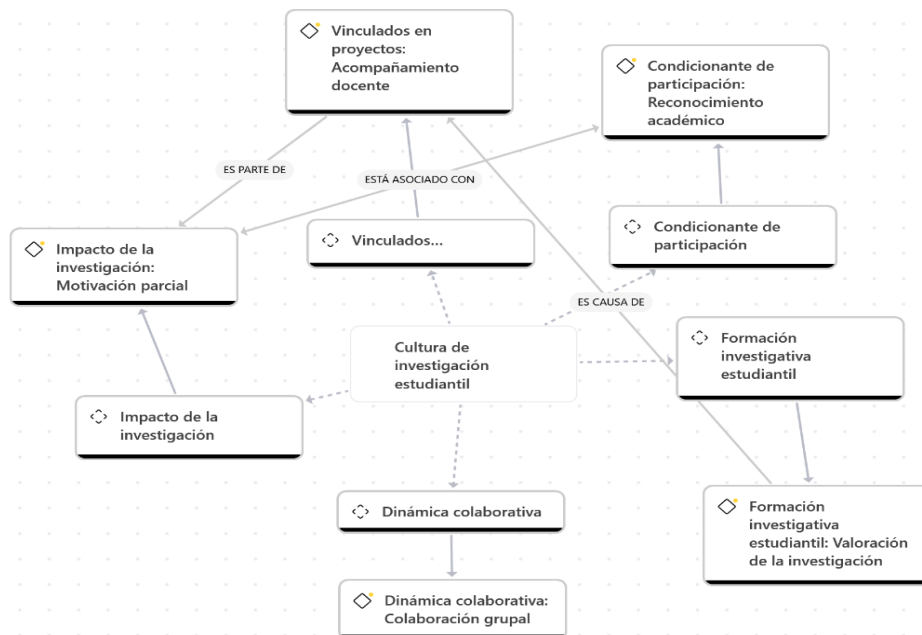 Vinculados en
proyectos:
Acompañamiento
docente
Condicionante de
participación:
Reconocimiento
académico
ES PARTE DE
ESTÁ ASOCIADO CON
Impacto de la
investigación:
Motivación parcial
Vinculados...
Condicionante de
participación
ES CAUSA DE
Cultura de
investigación
estudiantil
Formación
investigativa
estudiantil
Impacto de la
investigación
Dinámica colaborativa
Formación
investigativa
estudiantil: Valoración
de la investigación
Dinámica colaborativa:
Colaboración grupal